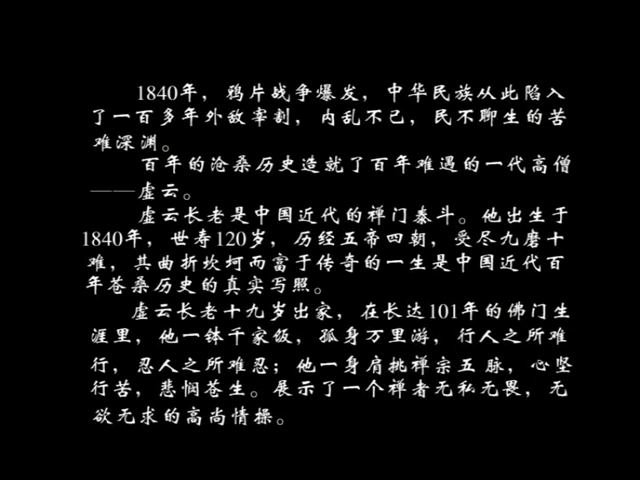 1840年，鸦片战争爆发，中华民族从此陷入
了一百多年外敌宰割，内乱不已，民不聊生的苦
难深渊。
百年的沧桑历史造就了百年难遇的一代高僧
——虚云。
虚云长老是中国近代的禅门泰斗。他出生于
1840年，世寿120岁，历经五帝四朝，受尽九磨十
难，其曲折坎坷而富于传奇的一生是中国近代百
年苍桑历史的真实写照。
虚云长老十九岁出家，在长达101年的佛门生
涯里，他一钵千家饭，孤身万里游，行人之所难
行，忍人之所难忍；他一身肩挑禅宗五脉，心坚
行苦，悲悯苍生。展示了一个禅者无私无畏，无
欲无求的高尚情操。